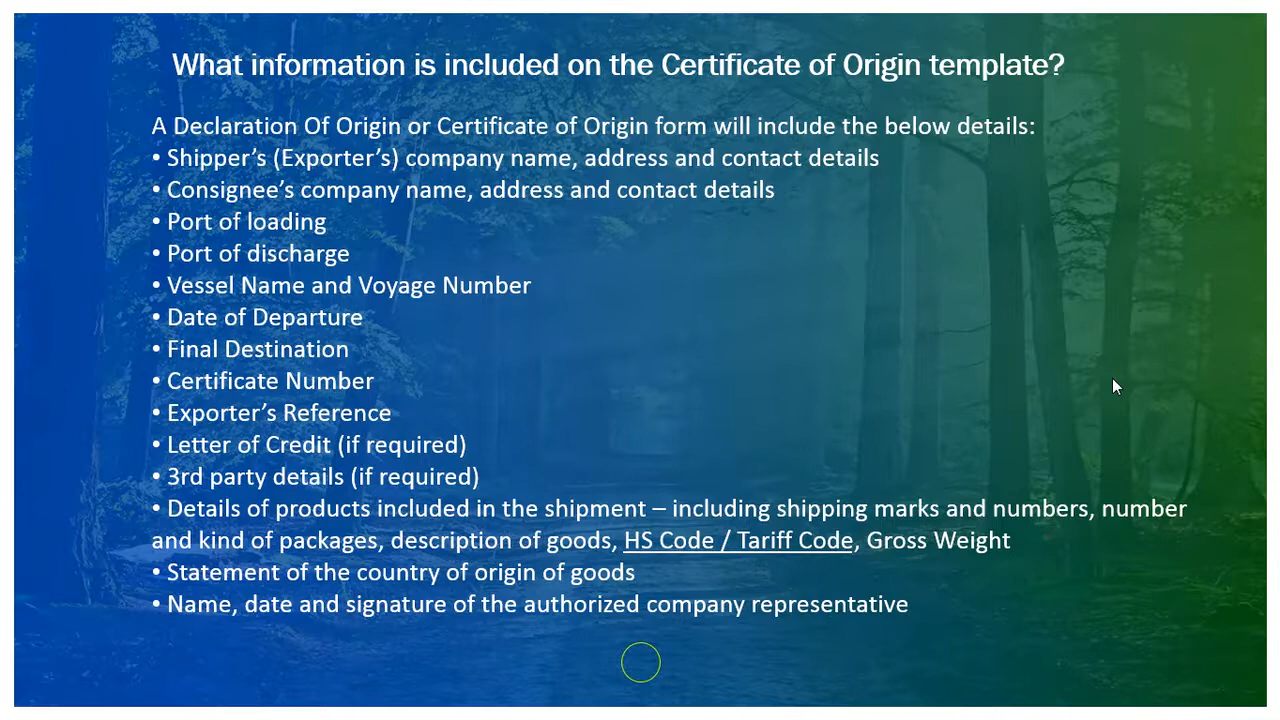 What information is included on the Certificate of Origin template?
A Declaration Of Origin or Certificate of Origin form will include the below details:
• Shipper’s (Exporter’s) company name, address and contact details
• Consignee’s company name, address and contact details
• Port of loading
• Port of discharge
• Vessel Name and Voyage Number
• Date of Departure
• Final Destination
• Certificate Number
• Exporter’s Reference
• Letter of Credit (if required)
• 3rd party details (if required)
• Details of products included in the shipment – including shipping marks and numbers, number
and kind of packages, description of goods, HS Code / Tariff Code, Gross Weight
• Statement of the country of origin of goods
• Name, date and signature of the authorized company representative